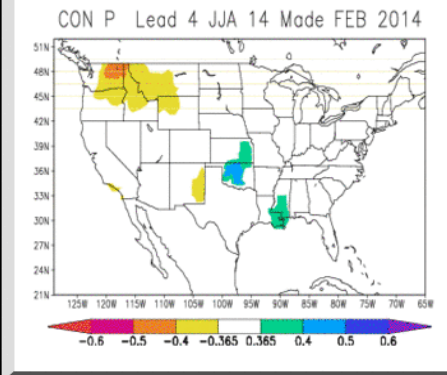 CON P Lead 4 JJA 14 Made FEB 2014
51N
48N
45N
42N
39N
36N
33N
30N
27N
24N
21N
125W 120W 115W 110W 105W 100W 95W 90W 85W 80W 75W 70W 65W
-0.6 -0.5 -0.4 -0.365 0.365 0.4 0.5 0.6